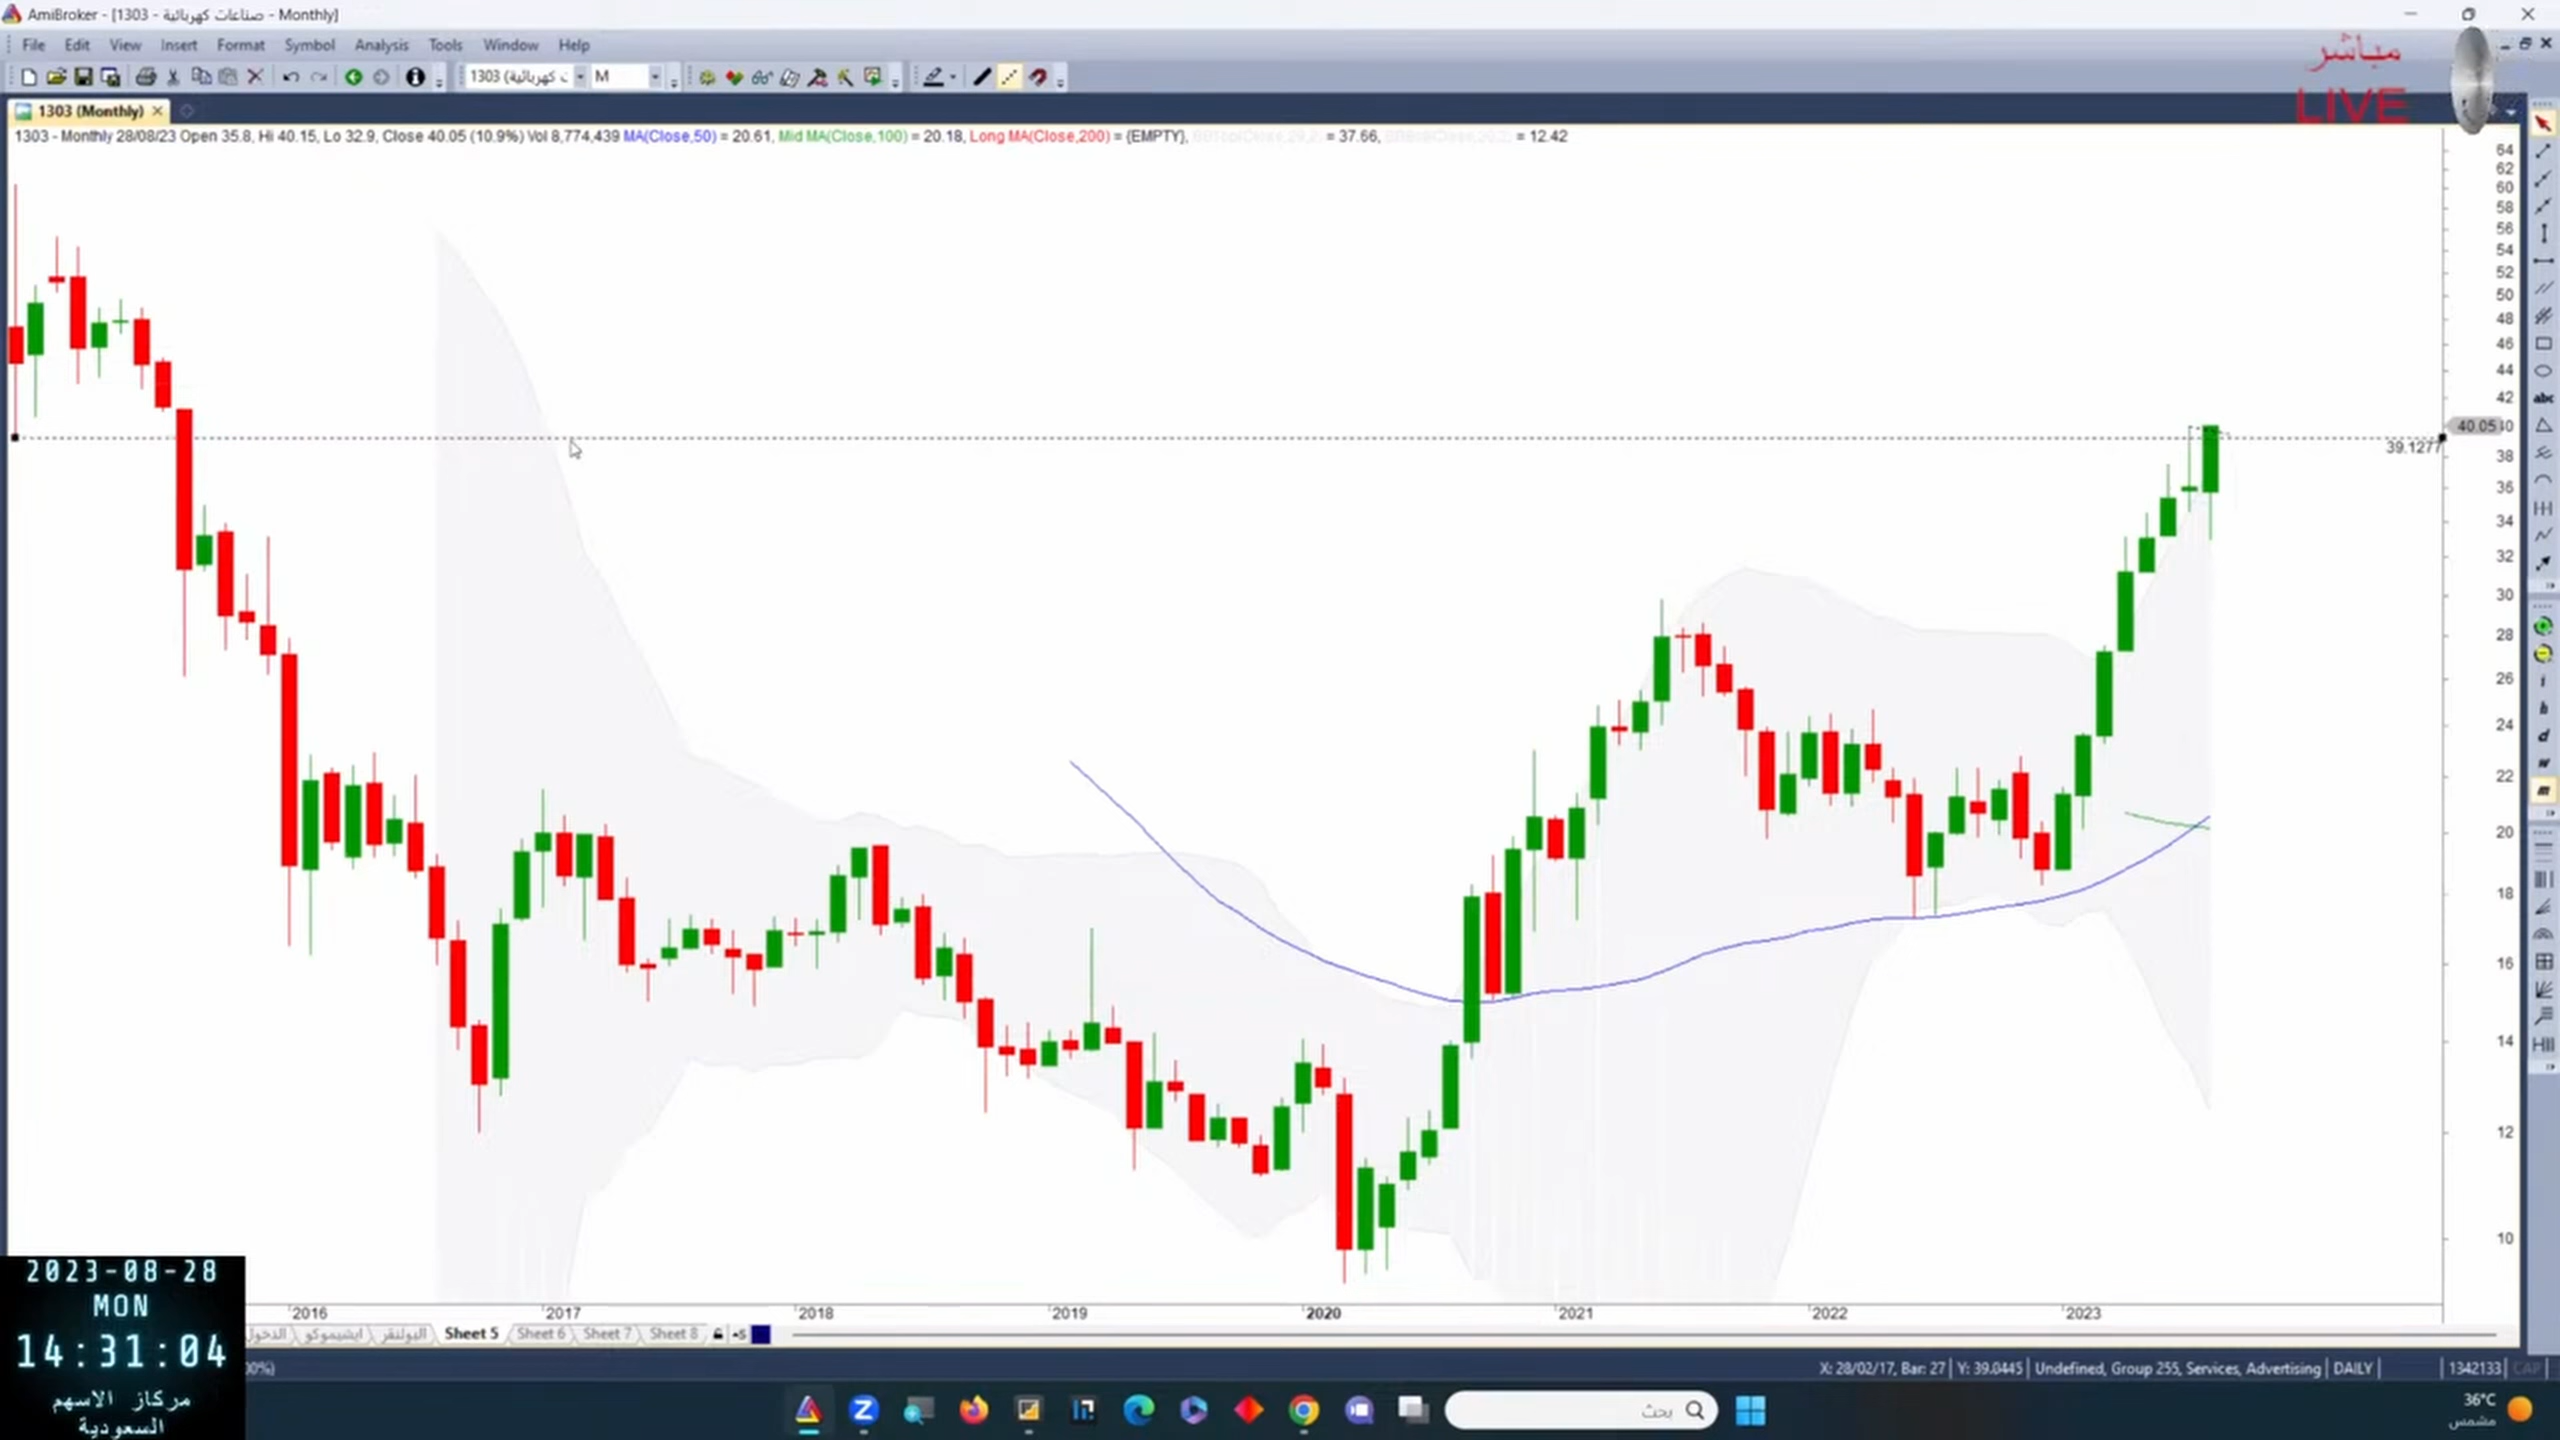 AmiBroker - [1303 - صناعات كهربائية - Monthly]
File Edit View Insert Format Symbol Analysis Tools Window Help
مباشر
LIVE
1303 (Monthly)
1303 - Monthly 28/08/23 Open 35.8, Hi 40.15, Lo 32.9, Close 40.05 (10.9%) Vol 8,774,439 MA(Close,50) = 20.61, Mid MA(Close,100) = 20.18, Long MA(Close,200) = {EMPTY}, = 37.66, = 12.42
M
64
62
60
58
56
54
52
50
48
46
44
42
40.05
39.1277
38
36
34
32
30
28
26
24
22
20
18
16
14
12
10
abc
2016 2017 2018 2019 2020 2021 2022 2023
ايشيموكو البولنقر Sheet 5 Sheet 6 Sheet 7 Sheet 8
X: 28/02/17, Bar: 27 Y: 39.0445 Undefined, Group 255, Services, Advertising DAILY 1342133 CAP
2023-08-28
MON
14:31:04
مركاز الاسهم
السعودية
بحث
36°C
مشمس